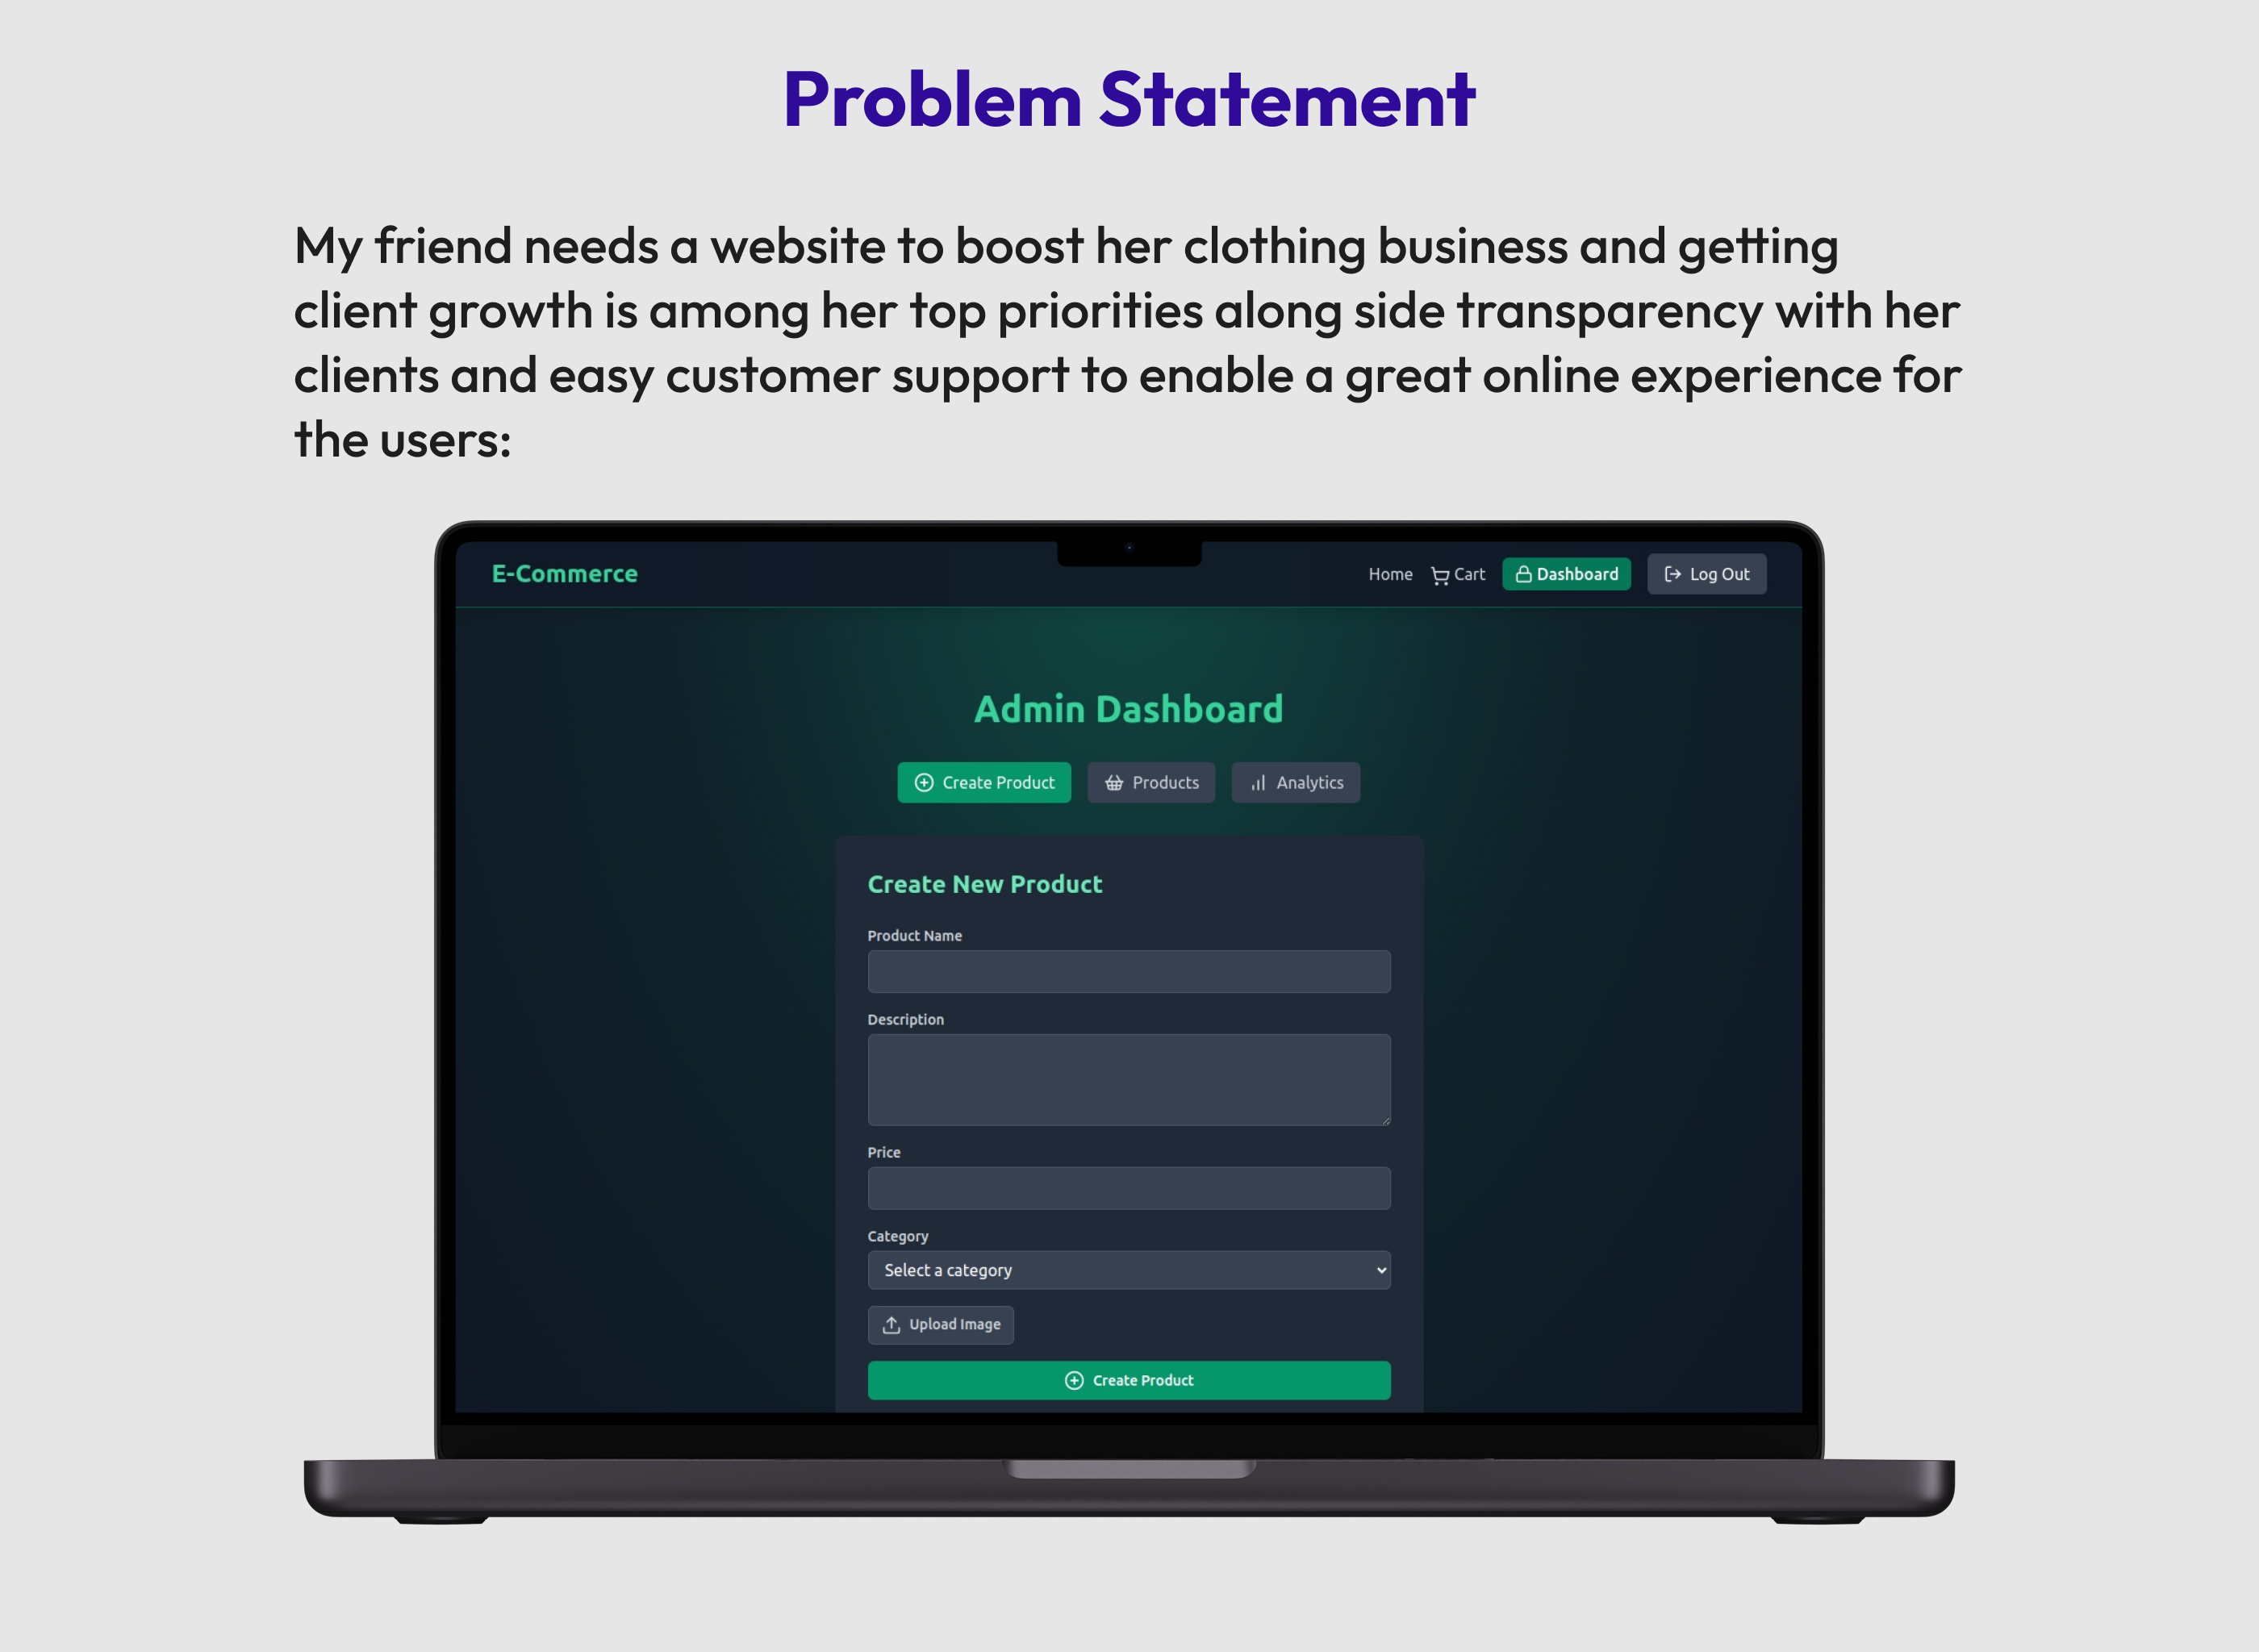 Problem Statement
My friend needs a website to boost her clothing business and getting
client growth is among her top priorities along side transparency with her
clients and easy customer support to enable a great online experience for
the users:
E-Commerce
Home Cart Dashboard Log Out
Admin Dashboard
Create Product Products Analytics
Create New Product
Product Name
Description
Price
Category
Select a category
Upload Image
Create Product